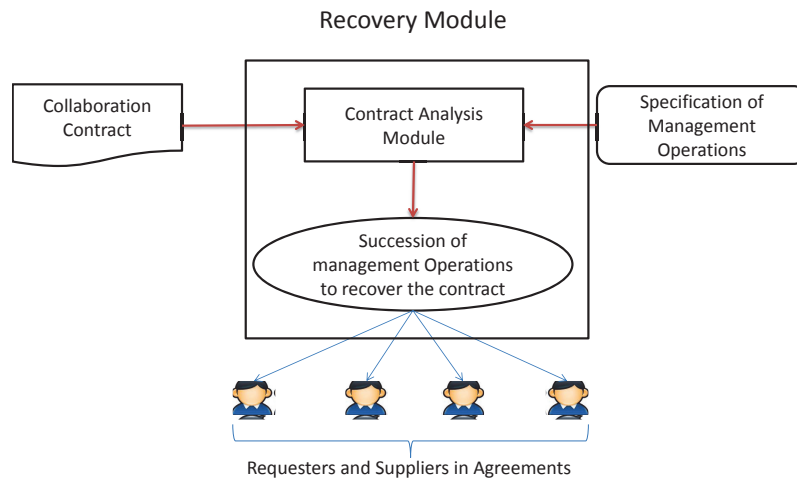 Recovery Module
Collaboration
Contract
Contract Analysis
Module
Specification of
Management
Operations
Succession of
management Operations
to recover the contract
Requesters and Suppliers in Agreements